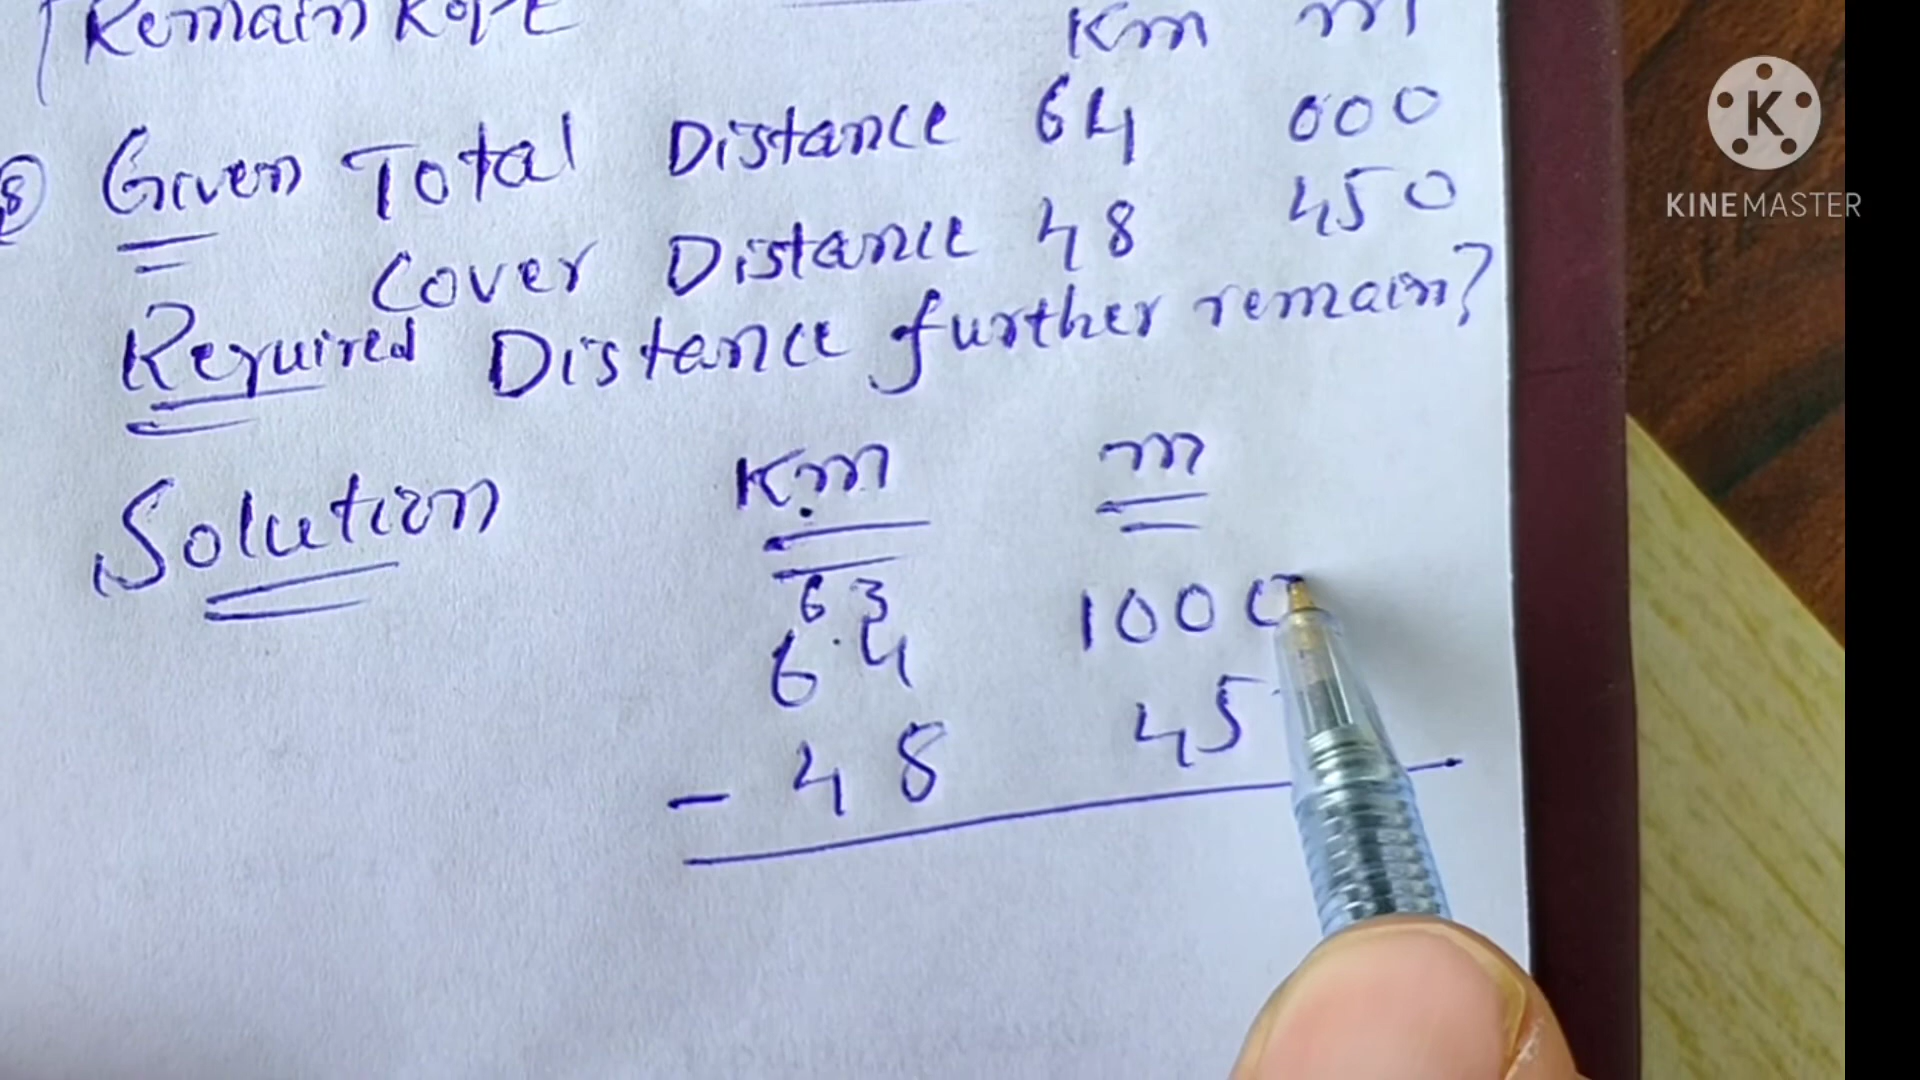 Remain Rope
Km m
8 Given Total Distance 64 000
Cover Distance 48 450
Required Distance further remain?
Solution Km m
63
64 1000
- 48 45
K
KINEMASTER